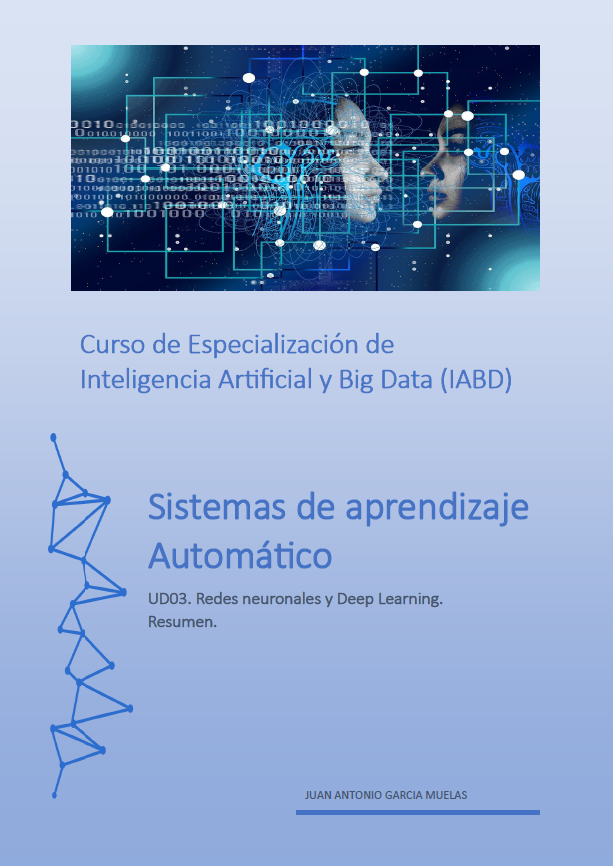 Curso de Especialización de
Inteligencia Artificial y Big Data (IABD)
Sistemas de aprendizaje
Automático
UD03. Redes neuronales y Deep Learning.
Resumen.
JUAN ANTONIO GARCIA MUELAS